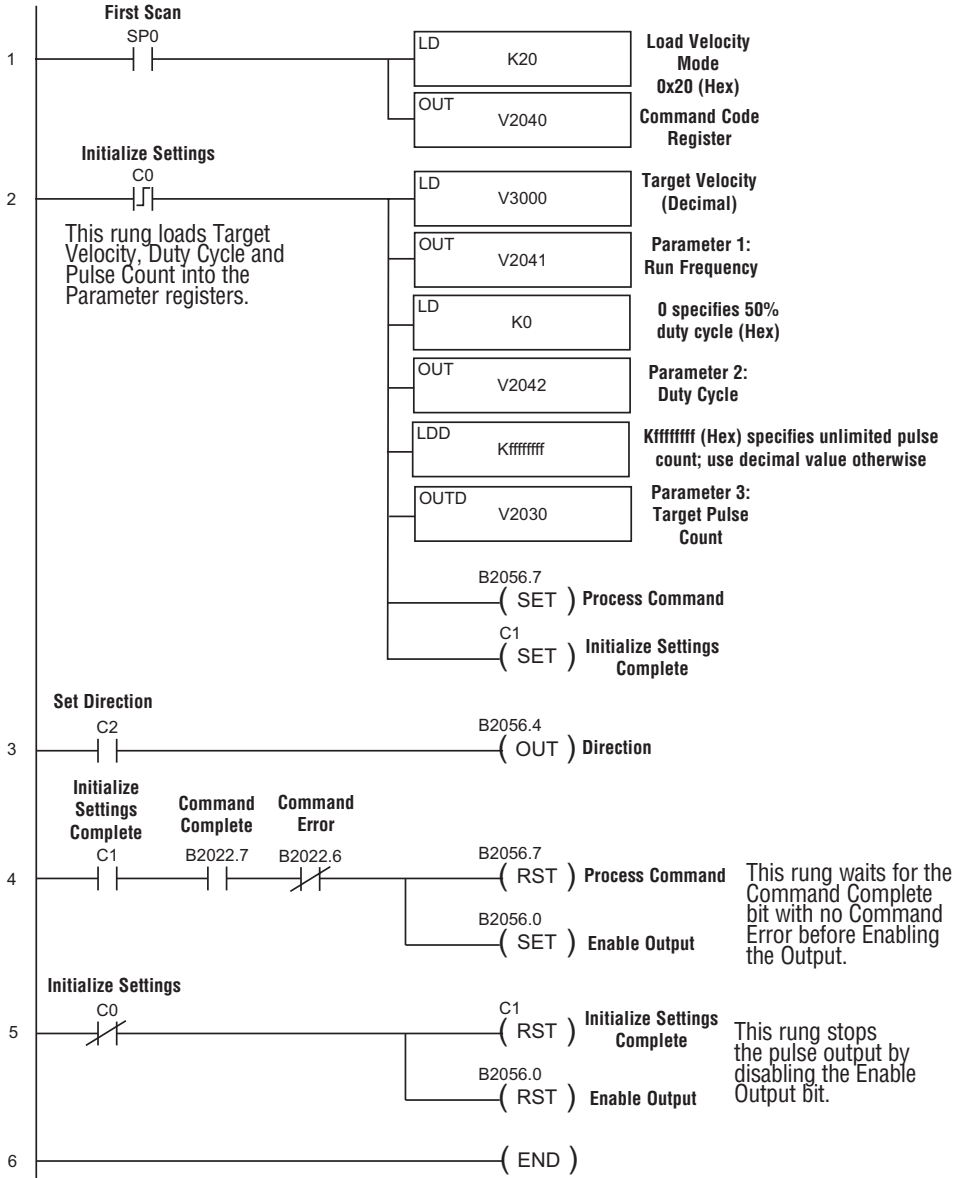 First Scan
SP0
1
LD
K20
Load Velocity
Mode
0x20 (Hex)
OUT
V2040
Command Code
Register
Initialize Settings
C0
2
LD
V3000
Target Velocity
(Decimal)
This rung loads Target
Velocity, Duty Cycle and
Pulse Count into the
Parameter registers.
OUT
V2041
Parameter 1:
Run Frequency
LD
K0
0 specifies 50%
duty cycle (Hex)
OUT
V2042
Parameter 2:
Duty Cycle
LDD
Kffffffff
Kffffffff (Hex) specifies unlimited pulse
count; use decimal value otherwise
OUTD
V2030
Parameter 3:
Target Pulse
Count
B2056.7
( SET ) Process Command
C1
( SET ) Initialize Settings
Complete
Set Direction
C2
3
B2056.4
( OUT ) Direction
Initialize
Settings
Complete
C1
Command
Complete
B2022.7
Command
Error
B2022.6
4
B2056.7
( RST ) Process Command
B2056.0
( SET ) Enable Output
This rung waits for the
Command Complete
bit with no Command
Error before Enabling
the Output.
Initialize Settings
C0
5
C1
( RST ) Initialize Settings
Complete
B2056.0
( RST ) Enable Output
This rung stops
the pulse output by
disabling the Enable
Output bit.
6
( END )